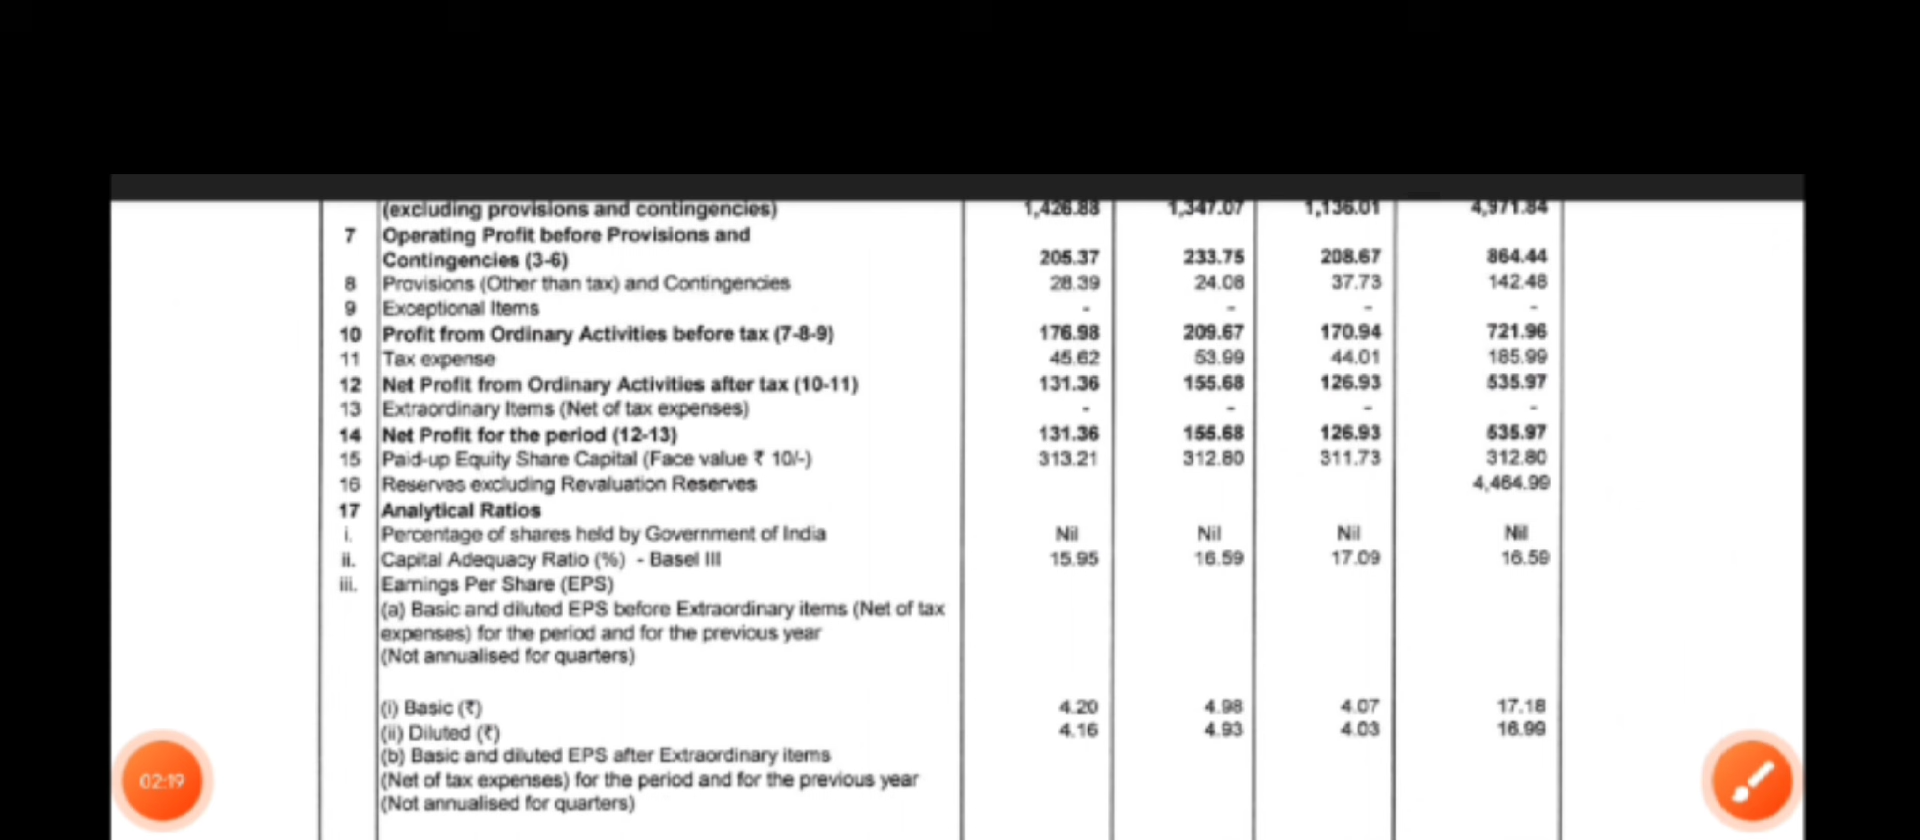 (excluding provisions and contingencies) 1,426.88 1,347.07 1,136.01 4,971.84
7 Operating Profit before Provisions and
Contingencies (3-6) 205.37 233.75 208.67 864.44
8 Provisions (Other than tax) and Contingencies 28.39 24.08 37.73 142.48
9 Exceptional Items - - - -
10 Profit from Ordinary Activities before tax (7-8-9) 176.98 209.67 170.94 721.96
11 Tax expense 45.62 53.99 44.01 185.99
12 Net Profit from Ordinary Activities after tax (10-11) 131.36 155.68 126.93 535.97
13 Extraordinary Items (Net of tax expenses) - - - -
14 Net Profit for the period (12-13) 131.36 155.68 126.93 535.97
15 Paid-up Equity Share Capital (Face value ₹ 10/-) 313.21 312.80 311.73 312.80
16 Reserves excluding Revaluation Reserves 4,464.99
17 Analytical Ratios
i. Percentage of shares held by Government of India Nil Nil Nil Nil
ii. Capital Adequacy Ratio (%) - Basel III 15.95 16.59 17.09 16.59
iii. Earnings Per Share (EPS)
(a) Basic and diluted EPS before Extraordinary items (Net of tax
expenses) for the period and for the previous year
(Not annualised for quarters)
(i) Basic (₹) 4.20 4.98 4.07 17.18
(ii) Diluted (₹) 4.16 4.93 4.03 16.99
(b) Basic and diluted EPS after Extraordinary items
(Net of tax expenses) for the period and for the previous year
(Not annualised for quarters)
02:19